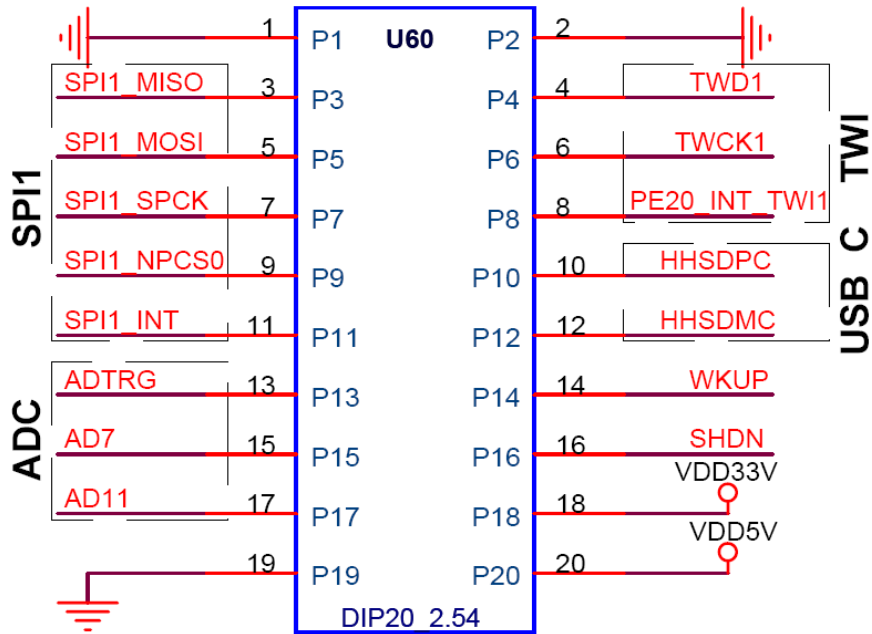 1 P1 U60 P2 2
SPI1_MISO 3 P3 P4 4 TWD1
SPI1_MOSI 5 P5 P6 6 TWCK1
SPI1_SPCK 7 P7 P8 8 PE20_INT_TWI1
SPI1_NPCS0 9 P9 P10 10 HHSDPC
SPI1_INT 11 P11 P12 12 HHSDMC
ADTRG 13 P13 P14 14 WKUP
AD7 15 P15 P16 16 SHDN
VDD33V
AD11 17 P17 P18 18
VDD5V
19 P19 P20 20
DIP20_2.54
SPI1
ADC
TWI
USB C